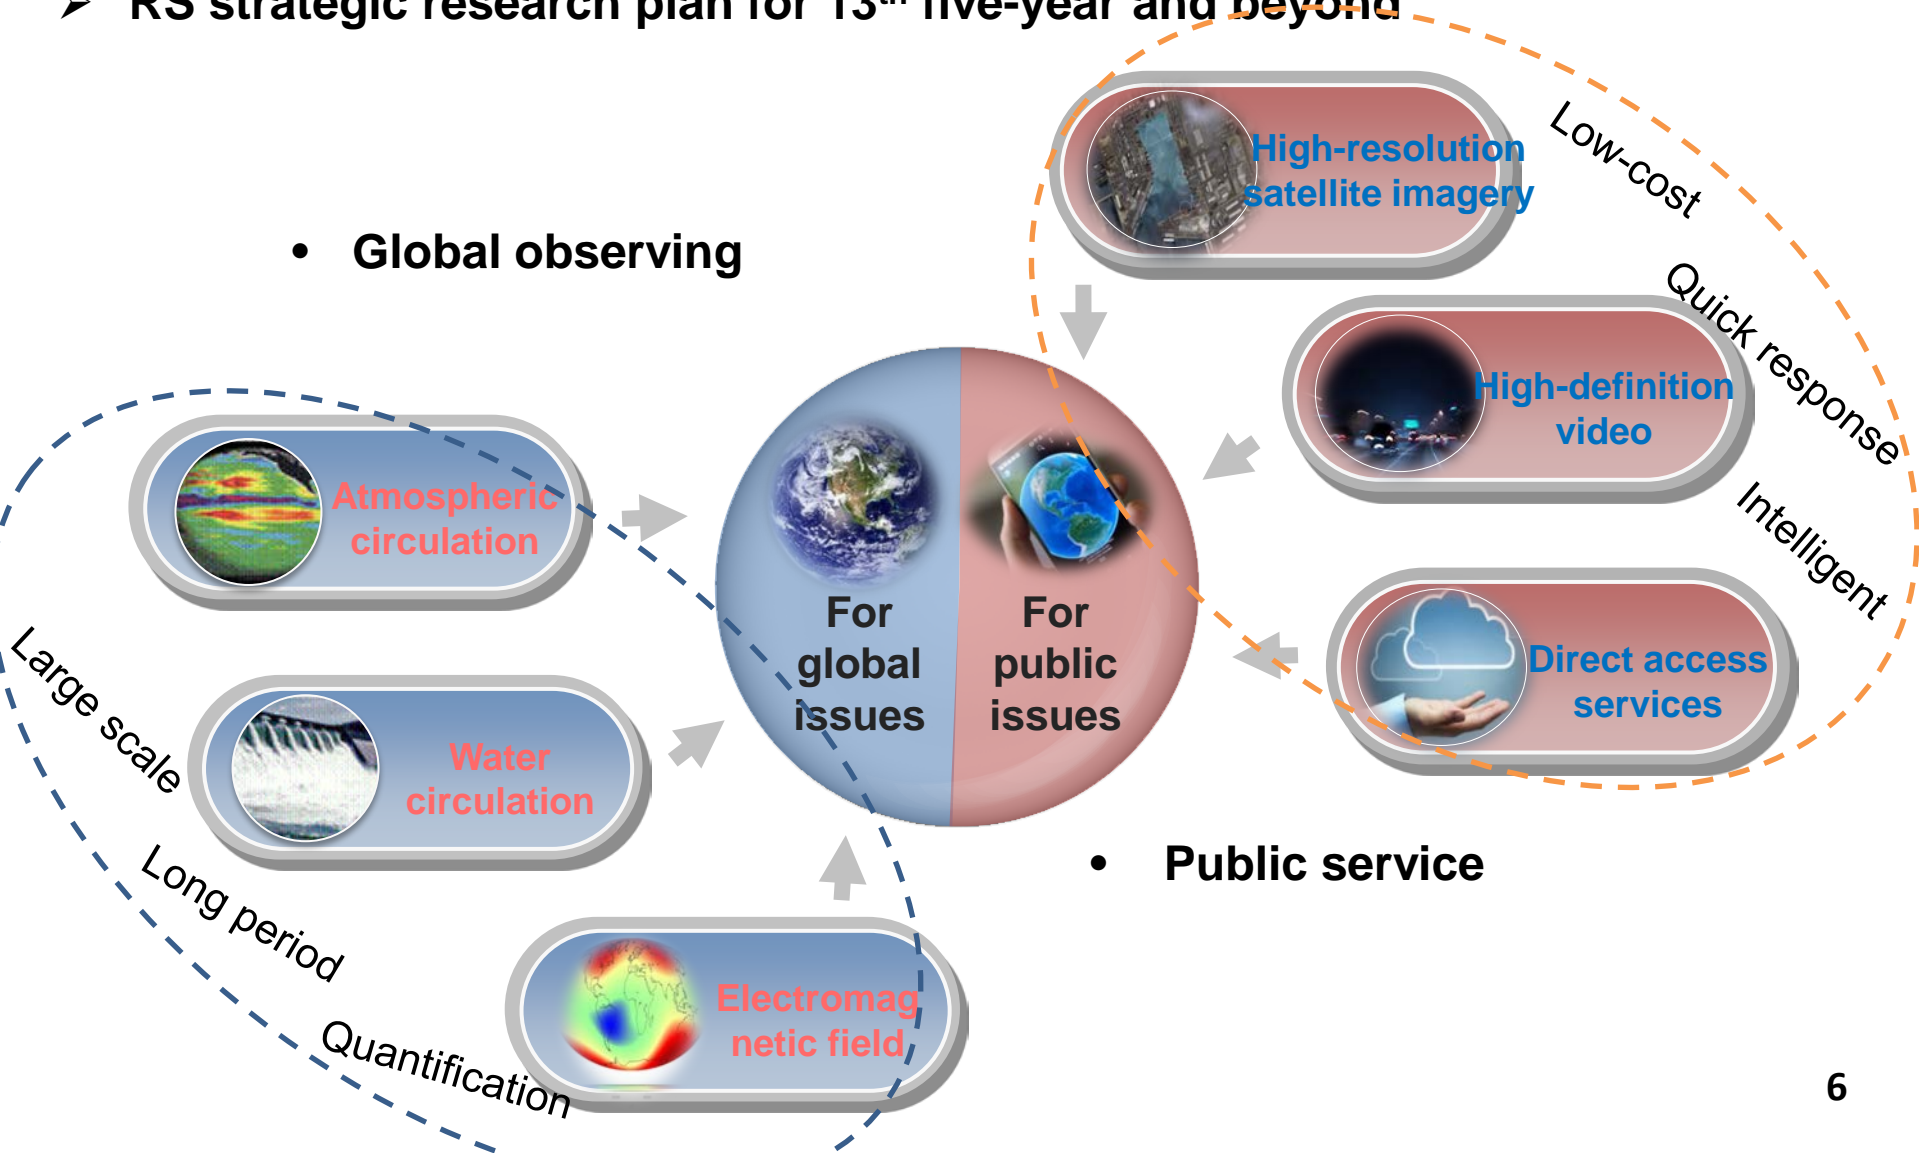 ➢ RS strategic research plan for 13th five-year and beyond
• Global observing
High-resolution
satellite imagery
Low-cost
High-definition
video
Quick response
Direct access
services
Intelligent
Atmospheric
circulation
Water
circulation
Electromag
netic field
Large scale
Long period
Quantification
For
global
issues
For
public
issues
• Public service
6